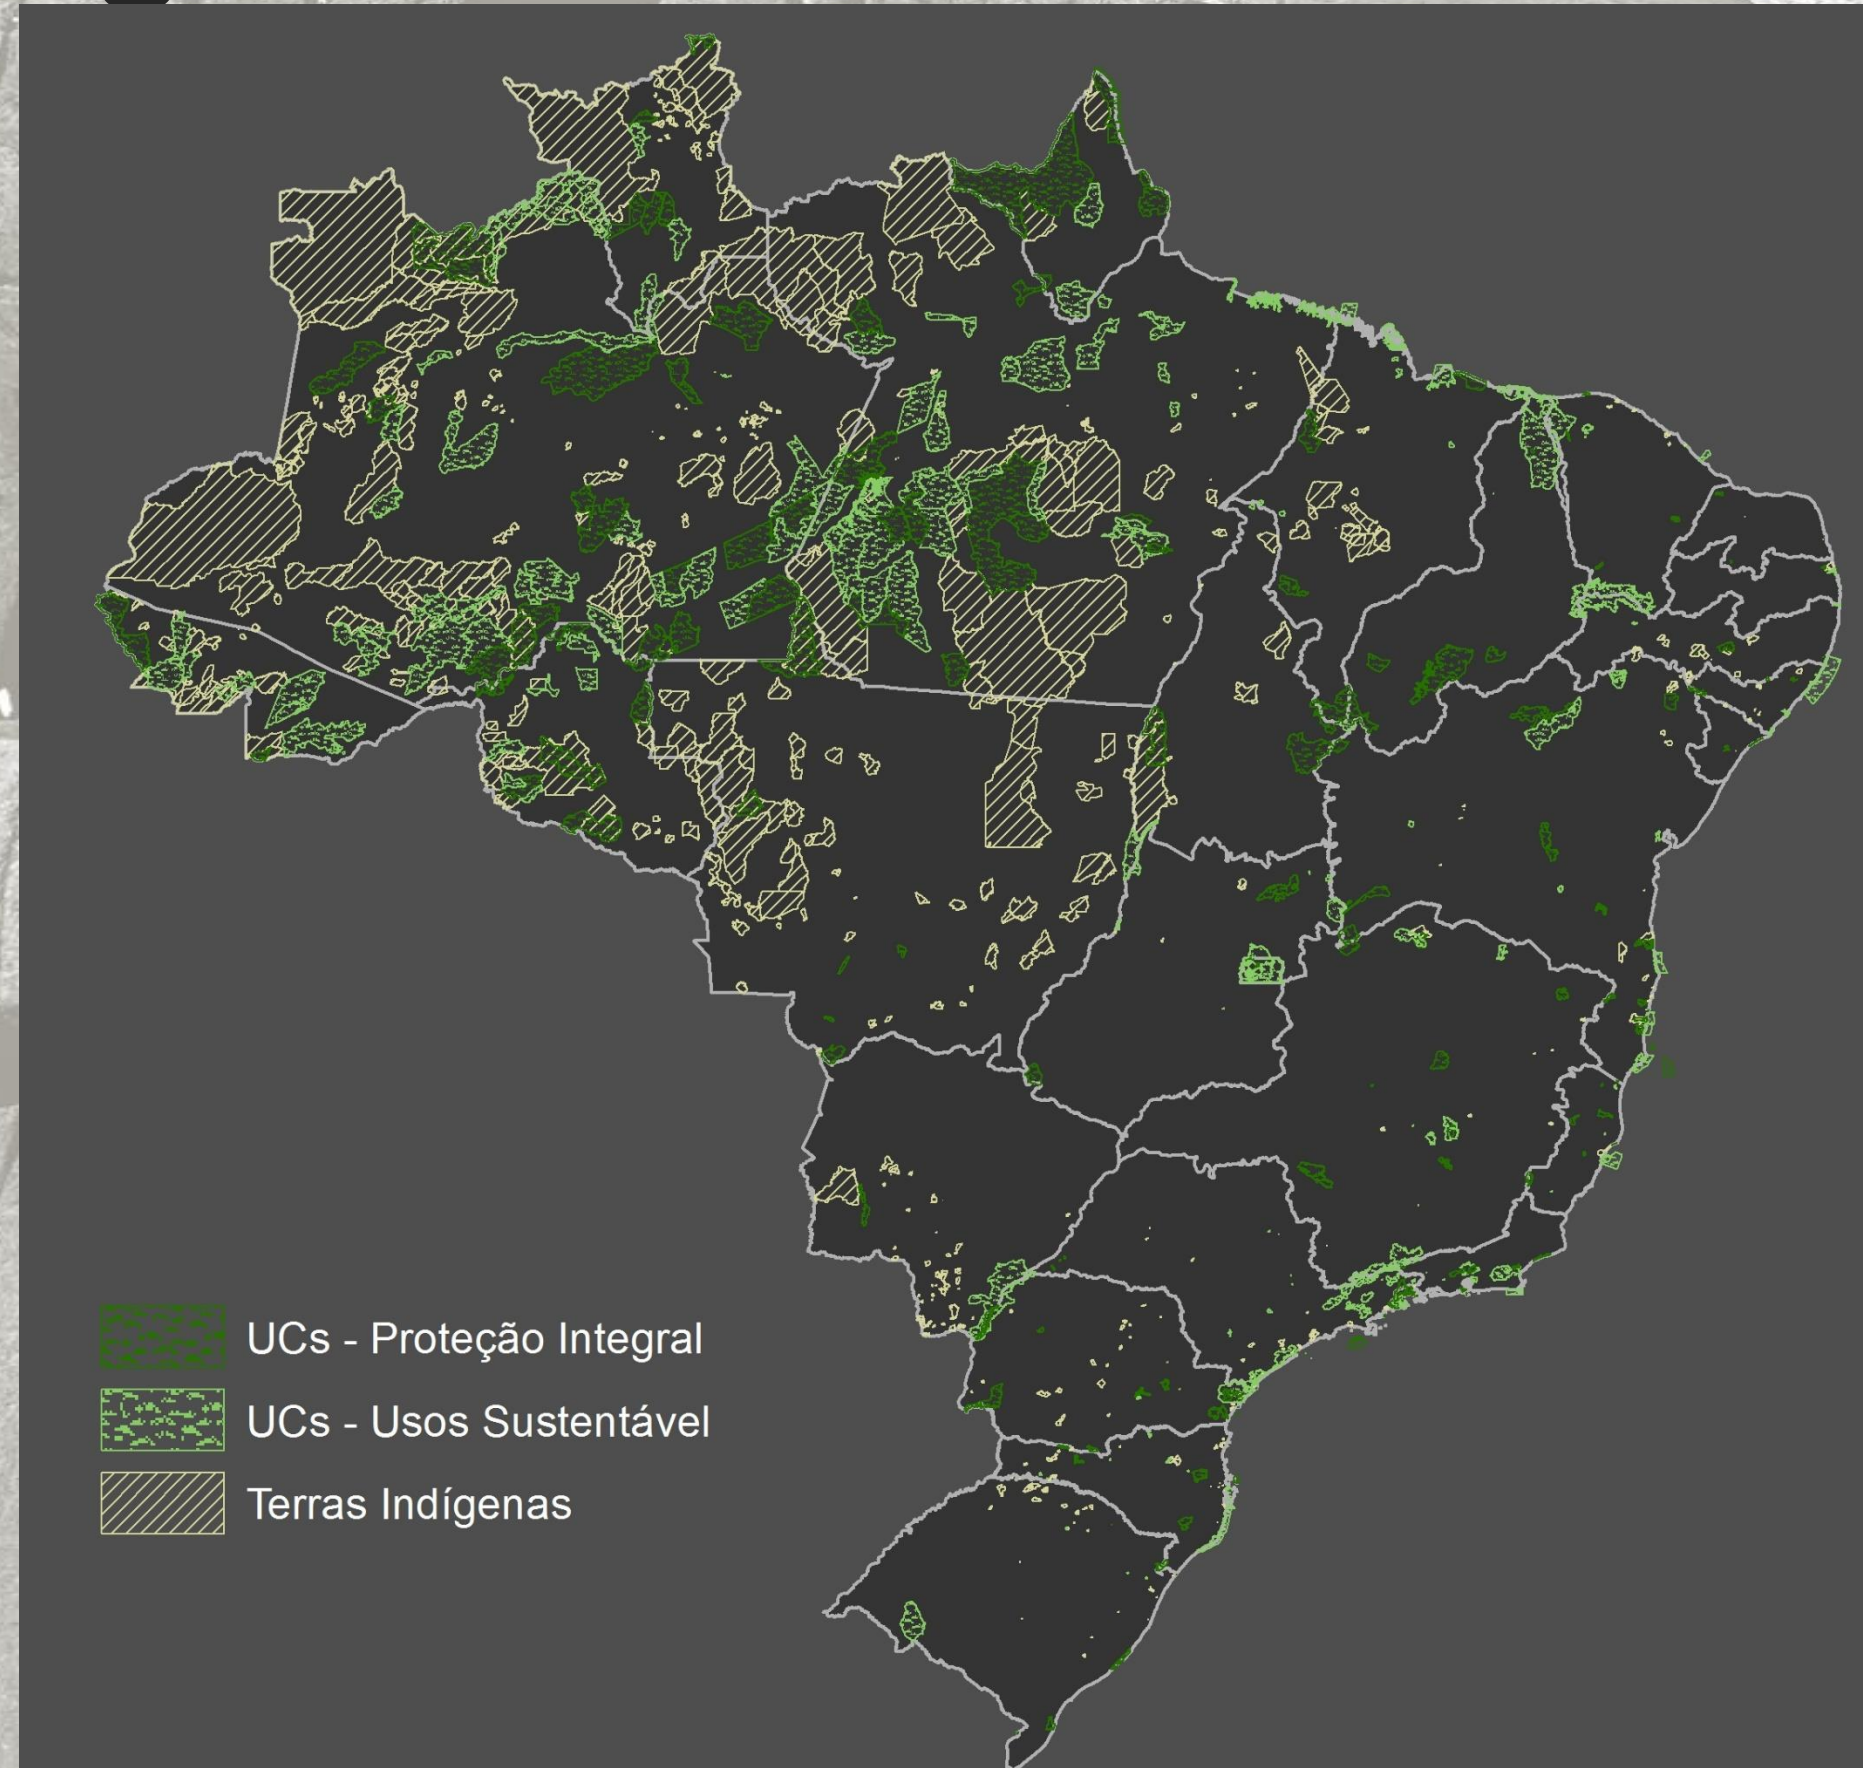 UCs - Proteção Integral
UCs - Usos Sustentável
Terras Indígenas